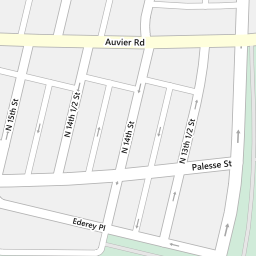 Auvier Rd
N 15th St
N 14th 1/2 St
N 14th St
N 13th 1/2 St
Palesse St
Ederey Pl